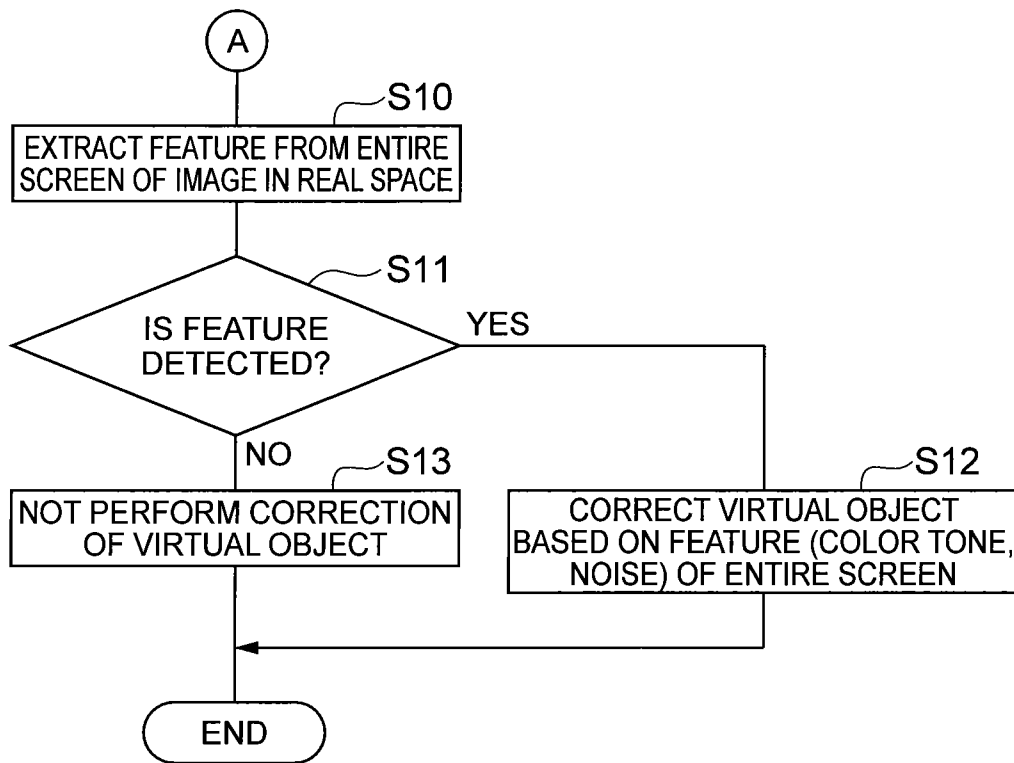 A
S10
EXTRACT FEATURE FROM ENTIRE
SCREEN OF IMAGE IN REAL SPACE
S11
IS FEATURE
DETECTED?
YES
NO
S13
NOT PERFORM CORRECTION
OF VIRTUAL OBJECT
S12
CORRECT VIRTUAL OBJECT
BASED ON FEATURE (COLOR TONE,
NOISE) OF ENTIRE SCREEN
END